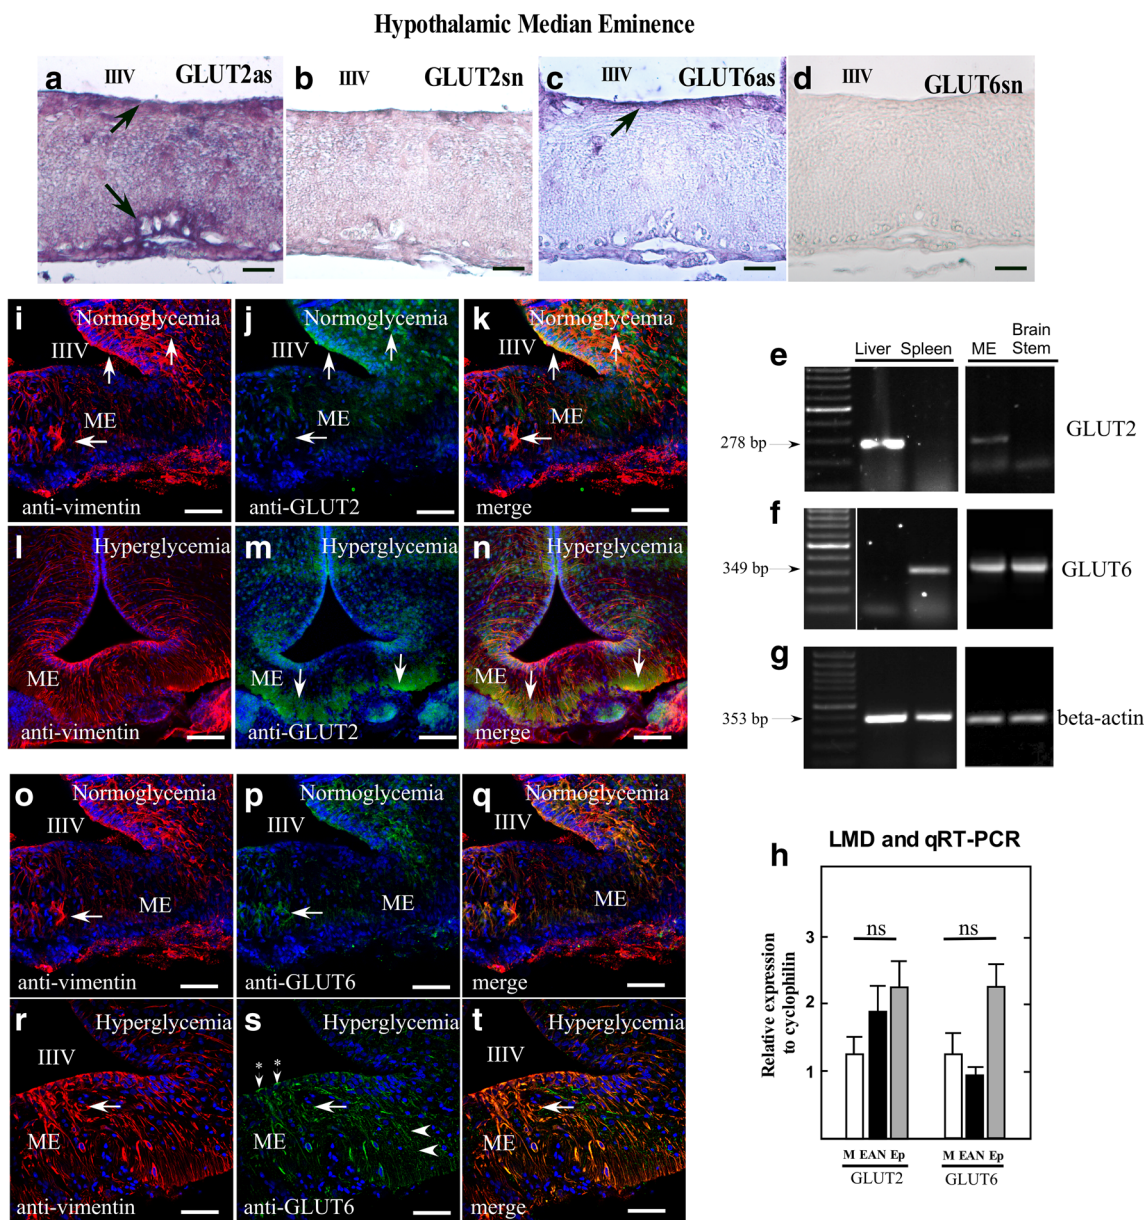 Hypothalamic Median Eminence
a IIIV GLUT2as
b IIIV GLUT2sn
c IIIV GLUT6as
d IIIV GLUT6sn
i Normoglycemia
IIIV
ME
anti-vimentin
j Normoglycemia
IIIV
ME
anti-GLUT2
k Normoglycemia
IIIV
ME
merge
l Hyperglycemia
ME
anti-vimentin
m Hyperglycemia
ME
anti-GLUT2
n Hyperglycemia
ME
merge
e
Liver Spleen
ME
Brain
Stem
278 bp
GLUT2
f
349 bp
GLUT6
g
353 bp
beta-actin
o Normoglycemia
IIIV
ME
anti-vimentin
p Normoglycemia
IIIV
ME
anti-GLUT6
q Normoglycemia
IIIV
ME
merge
r Hyperglycemia
IIIV
ME
anti-vimentin
s Hyperglycemia
* *
ME
anti-GLUT6
t Hyperglycemia
IIIV
ME
merge
h
LMD and qRT-PCR
Relative expression
to cyclophilin
3
2
1
ns
ns
M EAN Ep
GLUT2
M EAN Ep
GLUT6